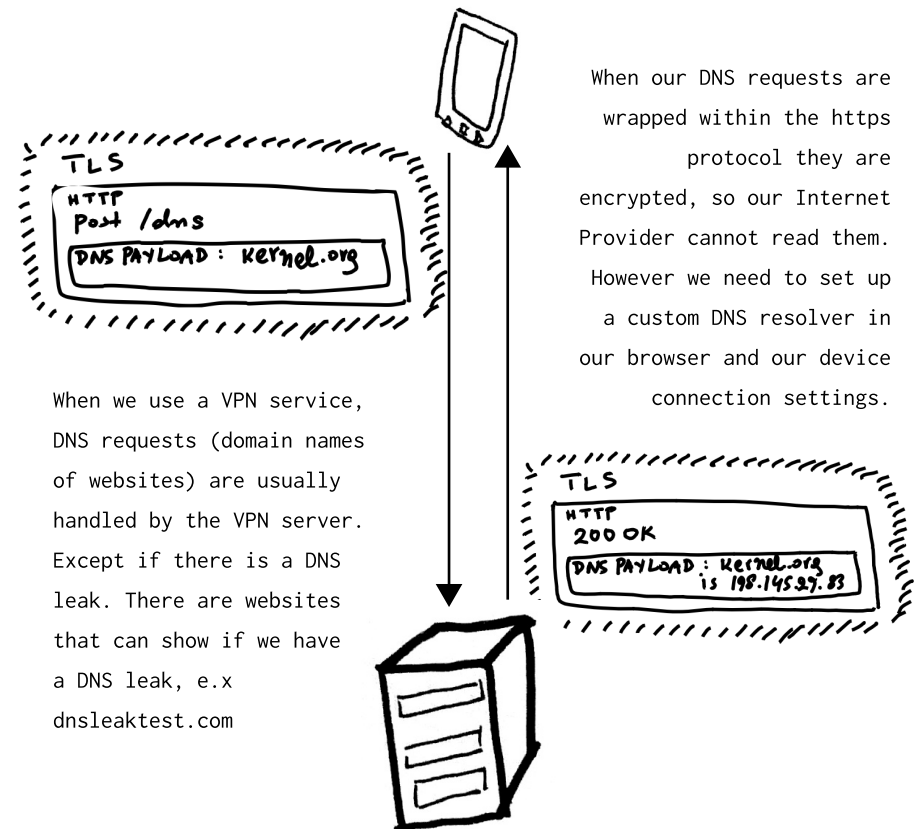 When our DNS requests are
wrapped within the https
protocol they are
encrypted, so our Internet
Provider cannot read them.
However we need to set up
a custom DNS resolver in
our browser and our device
connection settings.
TLS
HTTP
Post /dns
DNS PAYLOAD : kernel.org
When we use a VPN service,
DNS requests (domain names
of websites) are usually
handled by the VPN server.
Except if there is a DNS
leak. There are websites
that can show if we have
a DNS leak, e.x
dnsleaktest.com
TLS
HTTP
200 OK
DNS PAYLOAD : kernel.org
is 198.145.29.83